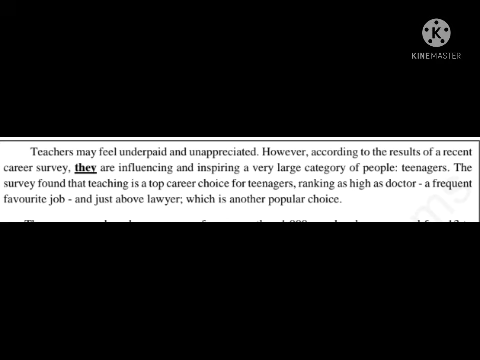 KINEMASTER
Teachers may feel underpaid and unappreciated. However, according to the results of a recent
career survey, they are influencing and inspiring a very large category of people: teenagers. The
survey found that teaching is a top career choice for teenagers, ranking as high as doctor - a frequent
favourite job - and just above lawyer; which is another popular choice.